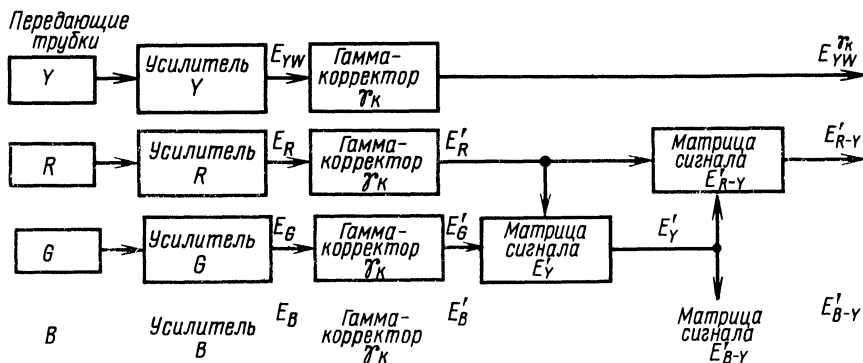 Передающие
трубки
Y
Усилитель
Y
E_YW
Гамма-
корректор
γк
E_YW^γк
R
Усилитель
R
E_R
Гамма-
корректор
γк
E'_R
Матрица
сигнала
E'_R-Y
E'_R-Y
G
Усилитель
G
E_G
Гамма-
корректор
γк
E'_G
Матрица
сигнала
E'_Y
E'_Y
B
Усилитель
B
E_B
Гамма-
корректор
γк
E'_B
Матрица
сигнала
E'_B-Y
E'_B-Y